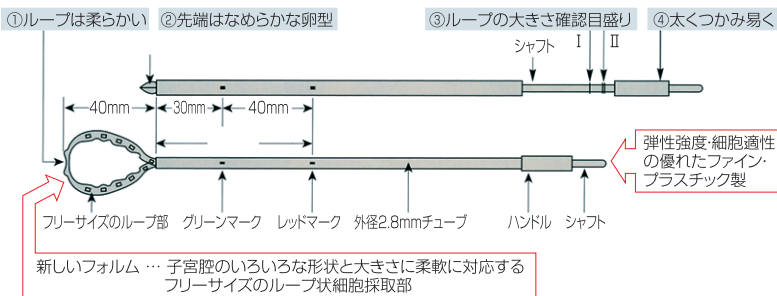 ①ループは柔らかい
②先端はなめらかな卵型
③ループの大きさ確認目盛り
④太くつかみ易く
シャフト
Ⅰ
Ⅱ
40mm
30mm
40mm
弾性強度・細胞適性
の優れたファイン・
プラスチック製
フリーサイズのループ部
グリーンマーク
レッドマーク
外径2.8mmチューブ
ハンドル
シャフト
新しいフォルム … 子宮腔のいろいろな形状と大きさに柔軟に対応する
フリーサイズのループ状細胞採取部